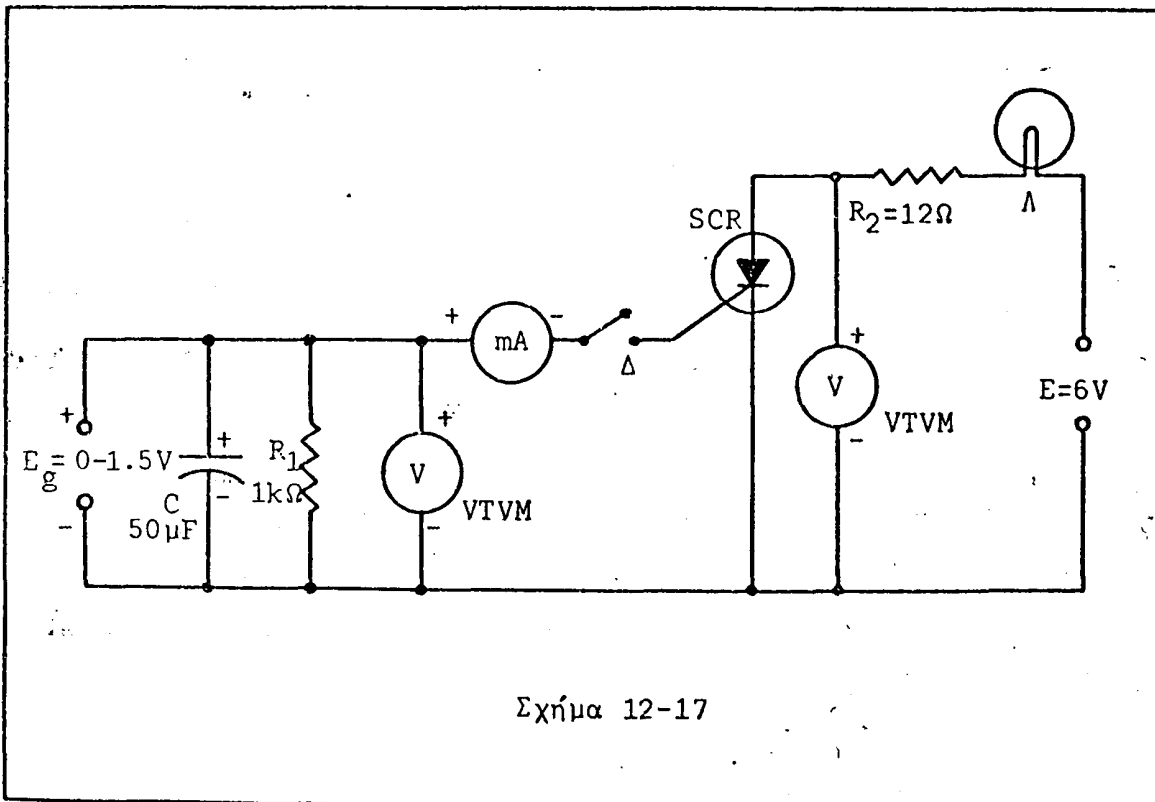 SCR
R2=12Ω
Λ
+ mA - Δ
+ V - VTVM
E=6V
+ Eg=0-1.5V -
+ - C 50μF
R1 1kΩ
+ V - VTVM
Σχήμα 12-17